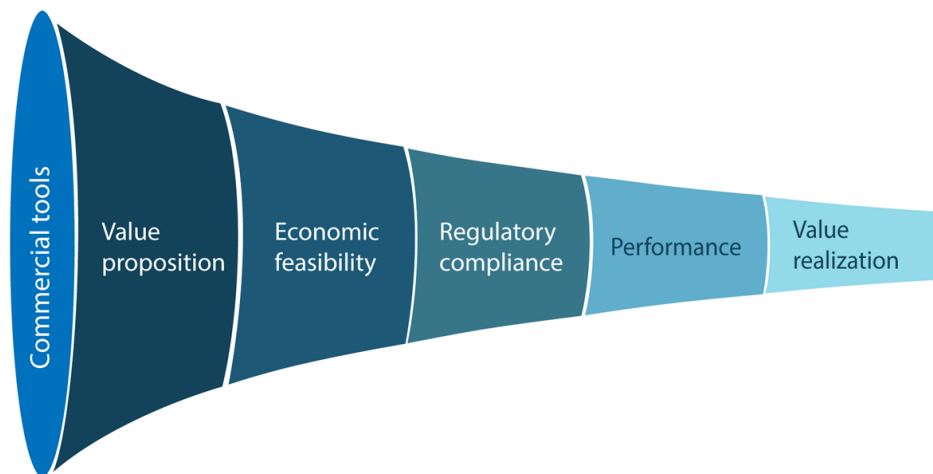 Commercial tools
Value
proposition
Economic
feasibility
Regulatory
compliance
Performance
Value
realization